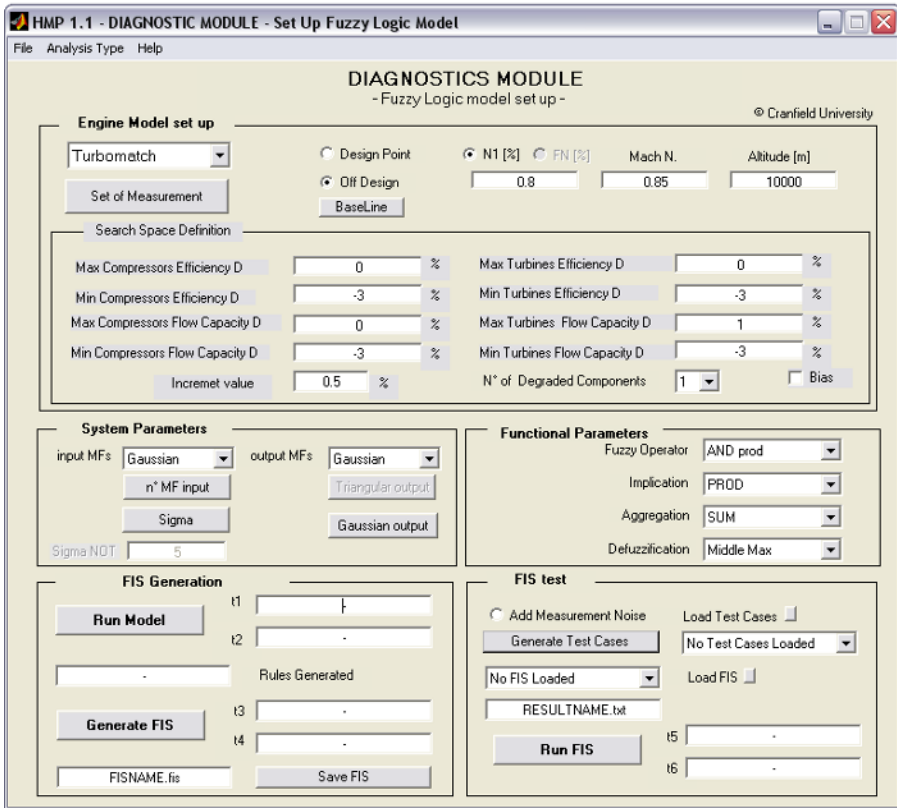 HMP 1.1 - DIAGNOSTIC MODULE - Set Up Fuzzy Logic Model
File Analysis Type Help
DIAGNOSTICS MODULE
- Fuzzy Logic model set up -
© Cranfield University
Engine Model set up
Turbomatch
Design Point
N1 [%]
FN [%]
Mach N.
Altitude [m]
Set of Measurement
Off Design
0.8
0.85
10000
BaseLine
Search Space Definition
Max Compressors Efficiency D 0 %
Max Turbines Efficiency D 0 %
Min Compressors Efficiency D -3 %
Min Turbines Efficiency D -3 %
Max Compressors Flow Capacity D 0 %
Max Turbines Flow Capacity D 1 %
Min Compressors Flow Capacity D -3 %
Min Turbines Flow Capacity D -3 %
Incremet value 0.5 %
N° of Degraded Components 1
Bias
System Parameters
input MFs Gaussian
output MFs Gaussian
n° MF input
Triangular output
Sigma
Gaussian output
Sigma NOT 5
Functional Parameters
Fuzzy Operator AND prod
Implication PROD
Aggregation SUM
Defuzzification Middle Max
FIS Generation
Run Model
t1 -
t2 -
- Rules Generated
Generate FIS
t3 -
t4 -
FISNAME.fis
Save FIS
FIS test
Add Measurement Noise
Load Test Cases
Generate Test Cases
No Test Cases Loaded
No FIS Loaded
Load FIS
RESULTNAME.txt
Run FIS
t5 -
t6 -